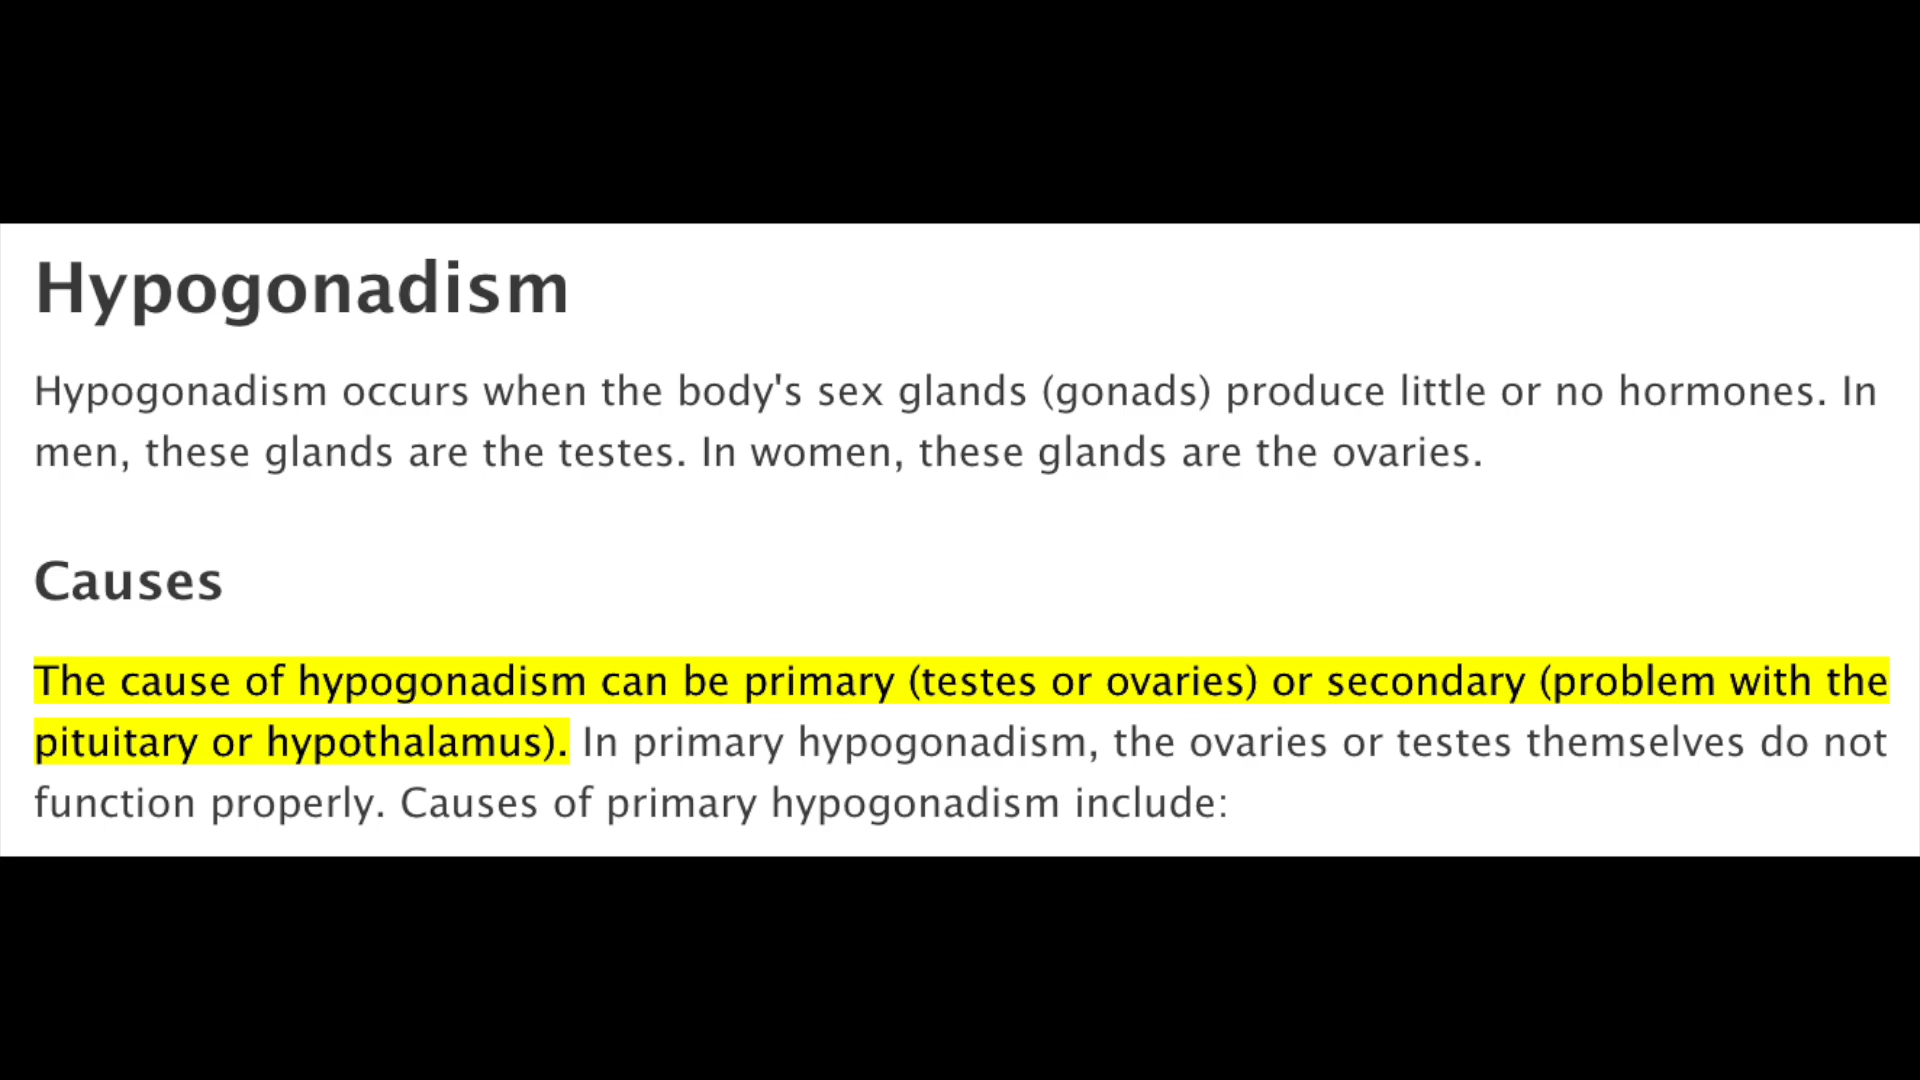 Hypogonadism
Hypogonadism occurs when the body's sex glands (gonads) produce little or no hormones. In
men, these glands are the testes. In women, these glands are the ovaries.
Causes
The cause of hypogonadism can be primary (testes or ovaries) or secondary (problem with the
pituitary or hypothalamus). In primary hypogonadism, the ovaries or testes themselves do not
function properly. Causes of primary hypogonadism include: